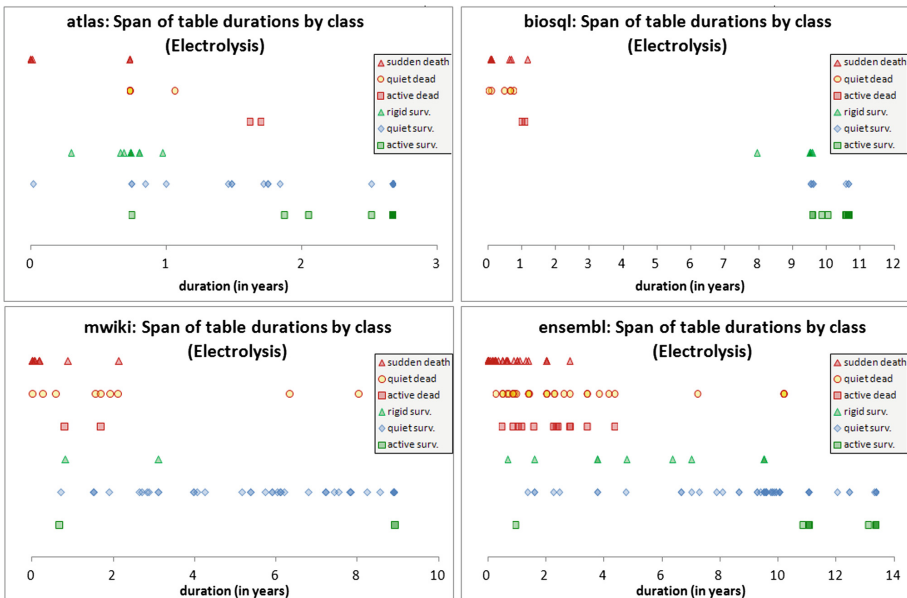 atlas: Span of table durations by class
(Electrolysis)
sudden death
quiet dead
active dead
rigid surv.
quiet surv.
active surv.
0 1 2 3
duration (in years)
biosql: Span of table durations by class
(Electrolysis)
sudden death
quiet dead
active dead
rigid surv.
quiet surv.
active surv.
0 1 2 3 4 5 6 7 8 9 10 11 12
duration (in years)
mwiki: Span of table durations by class
(Electrolysis)
sudden death
quiet dead
active dead
rigid surv.
quiet surv.
active surv.
0 2 4 6 8 10
duration (in years)
ensembl: Span of table durations by class
(Electrolysis)
sudden death
quiet dead
active dead
rigid surv.
quiet surv.
active surv.
0 2 4 6 8 10 12 14
duration (in years)